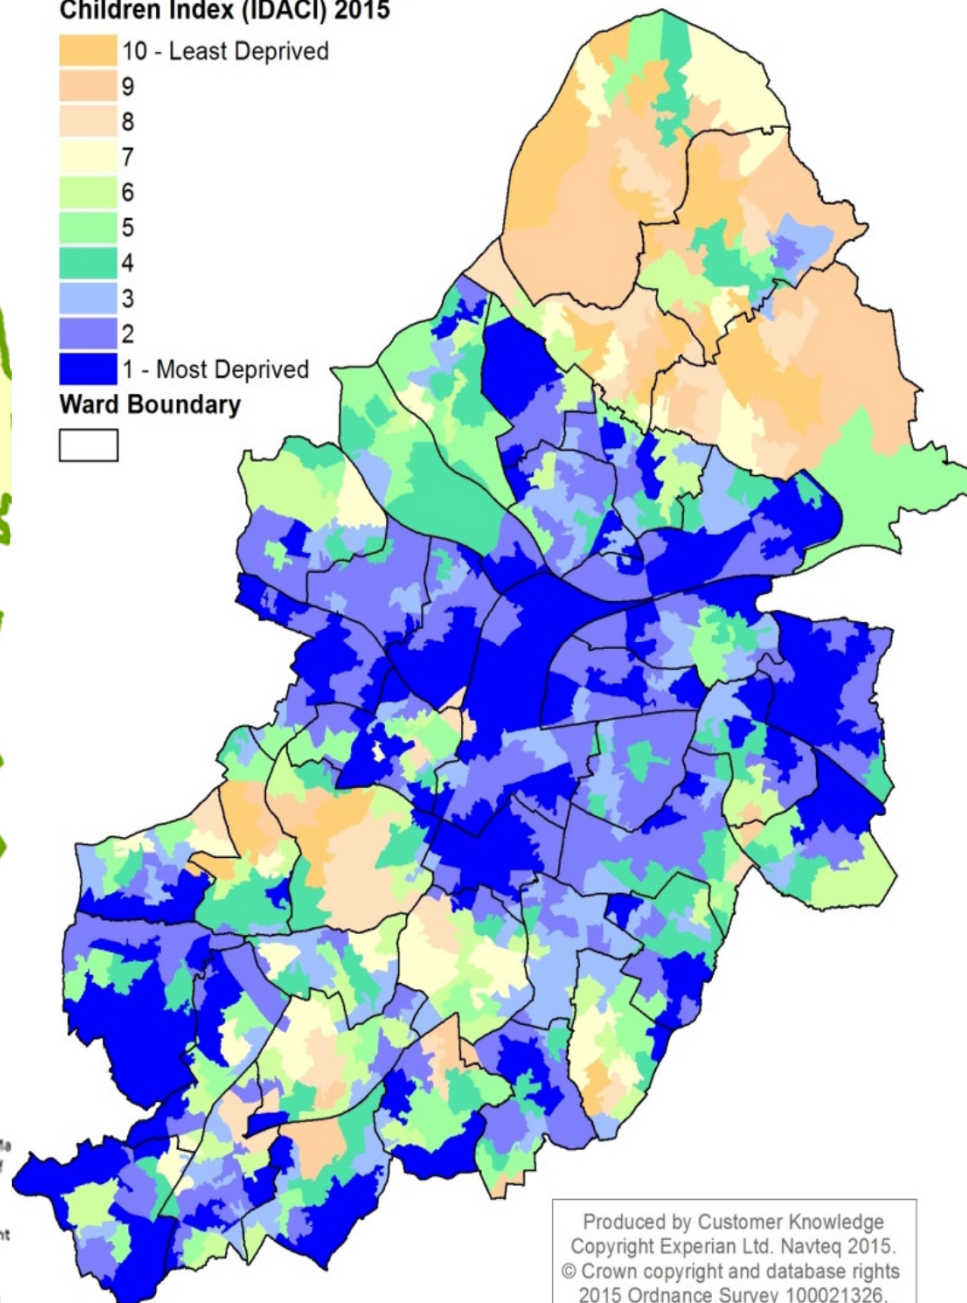 Children Index (IDACI) 2015
10 - Least Deprived
9
8
7
6
5
4
3
2
1 - Most Deprived
Ward Boundary
Produced by Customer Knowledge
Copyright Experian Ltd. Navteq 2015.
© Crown copyright and database rights
2015 Ordnance Survey 100021326.